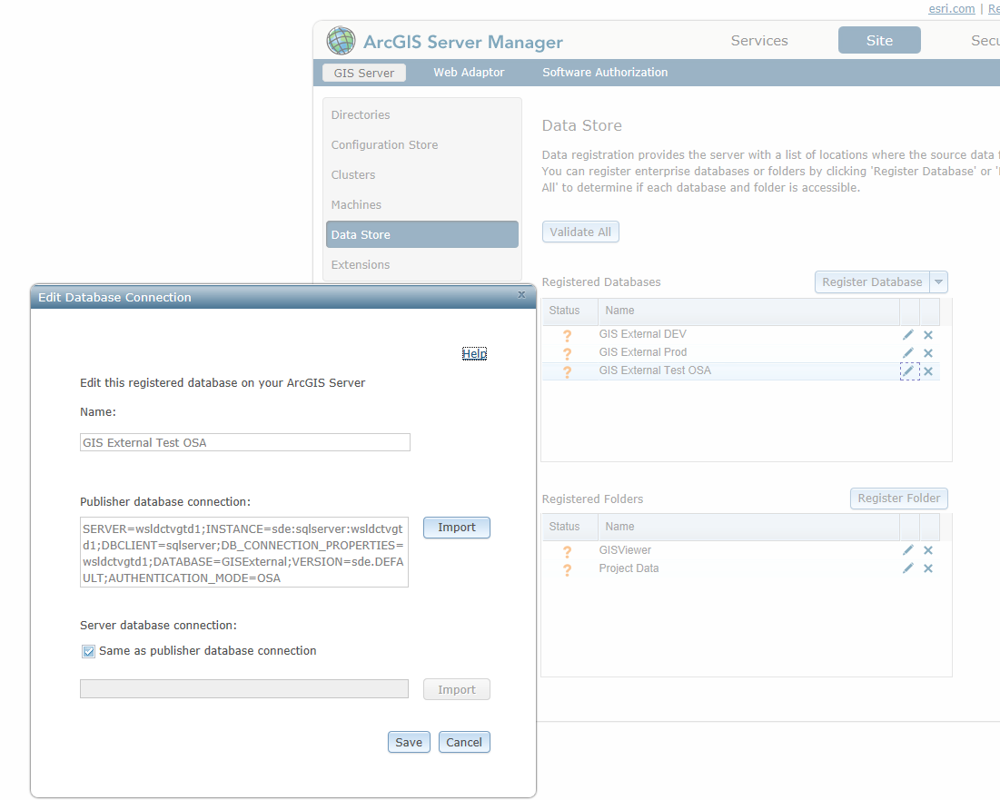 esri.com |
ArcGIS Server Manager
Services
Site
GIS Server
Web Adaptor
Software Authorization
Directories
Configuration Store
Clusters
Machines
Data Store
Extensions
Data Store
Data registration provides the server with a list of locations where the source data
You can register enterprise databases or folders by clicking 'Register Database' or
All' to determine if each database and folder is accessible.
Validate All
Registered Databases
Register Database
Status
Name
? GIS External DEV
? GIS External Prod
? GIS External Test OSA
Registered Folders
Register Folder
Status
Name
? GISViewer
? Project Data
Edit Database Connection
x
Help
Edit this registered database on your ArcGIS Server
Name:
GIS External Test OSA
Publisher database connection:
SERVER=wsldctvgtd1;INSTANCE=sde:sqlserver:wsldctvgt
d1;DBCLIENT=sqlserver;DB_CONNECTION_PROPERTIES=
wsldctvgtd1;DATABASE=GISExternal;VERSION=sde.DEFA
ULT;AUTHENTICATION_MODE=OSA
Import
Server database connection:
Same as publisher database connection
Import
Save
Cancel